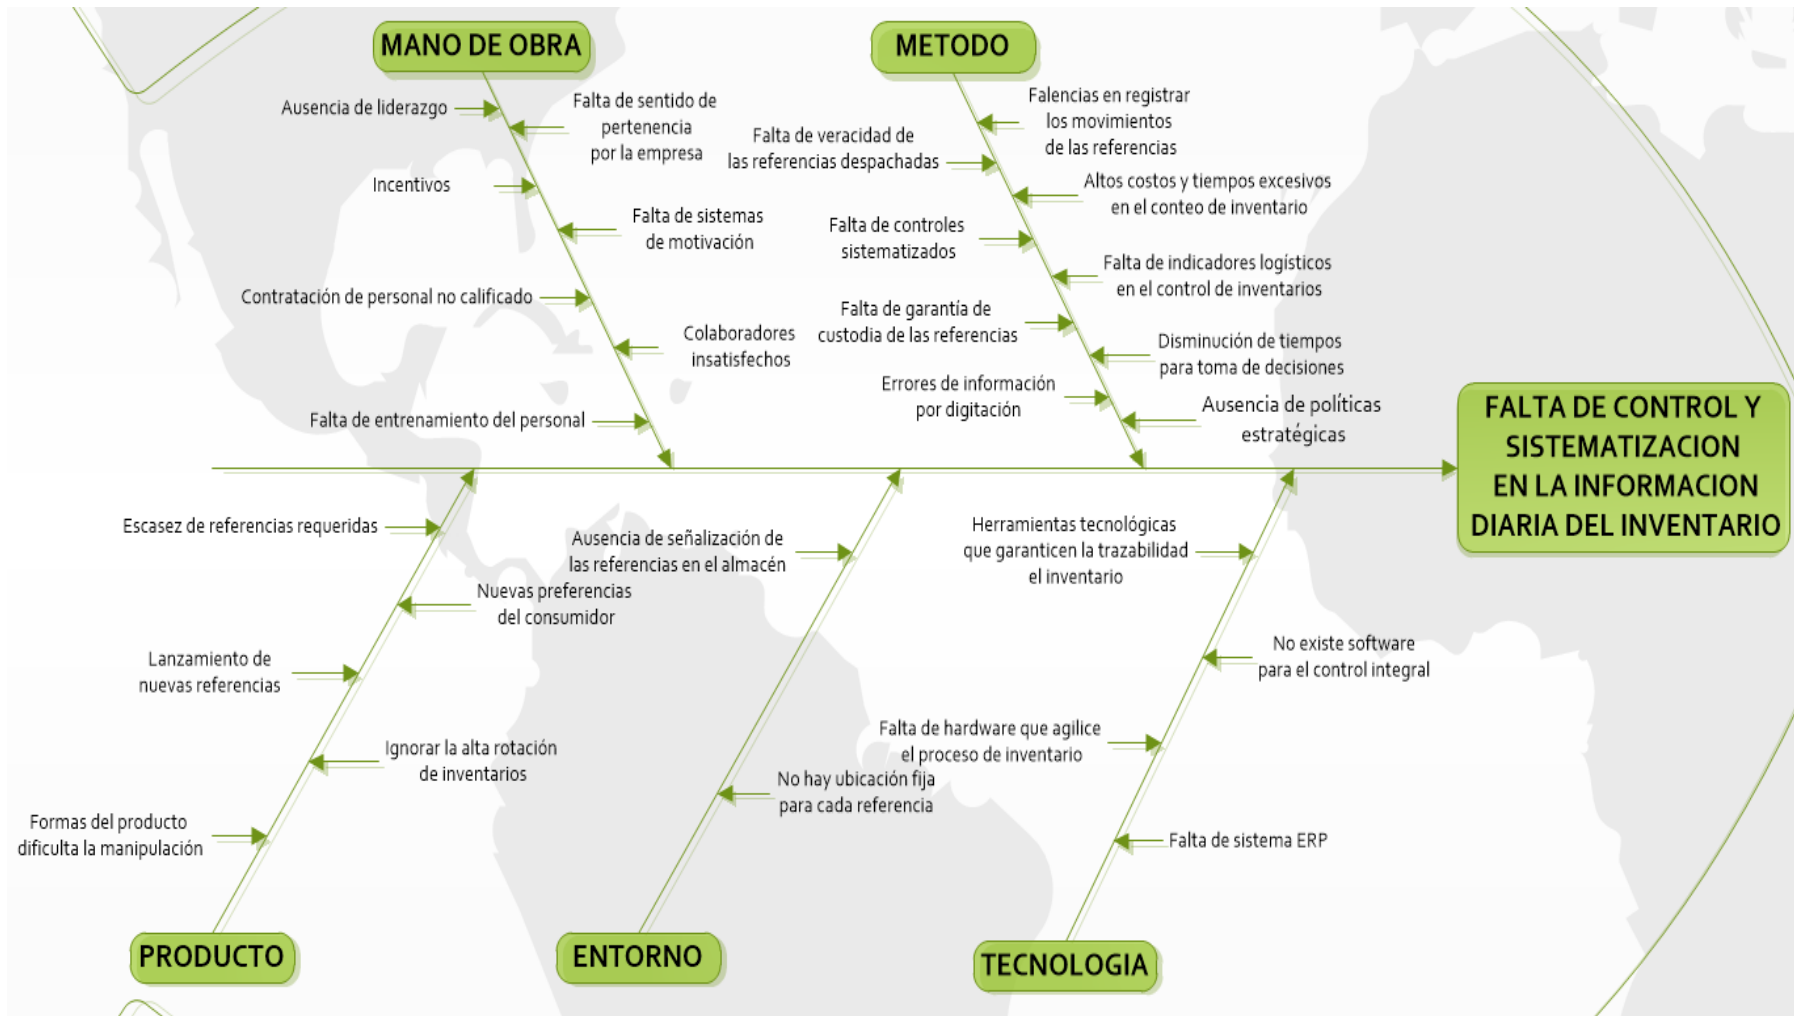 MANO DE OBRA
Ausencia de liderazgo
Falta de sentido de
pertenencia
por la empresa
Incentivos
Falta de sistemas
de motivación
Contratación de personal no calificado
Colaboradores
insatisfechos
Falta de entrenamiento del personal
METODO
Falencias en registrar
los movimientos
de las referencias
Falta de veracidad de
las referencias despachadas
Altos costos y tiempos excesivos
en el conteo de inventario
Falta de controles
sistematizados
Falta de indicadores logísticos
en el control de inventarios
Falta de garantía de
custodia de las referencias
Disminución de tiempos
para toma de decisiones
Errores de información
por digitación
Ausencia de políticas
estratégicas
FALTA DE CONTROL Y
SISTEMATIZACION
EN LA INFORMACION
DIARIA DEL INVENTARIO
Escasez de referencias requeridas
Nuevas preferencias
del consumidor
Lanzamiento de
nuevas referencias
Ignorar la alta rotación
de inventarios
Formas del producto
dificulta la manipulación
PRODUCTO
Ausencia de señalización de
las referencias en el almacén
No hay ubicación fija
para cada referencia
ENTORNO
Herramientas tecnológicas
que garanticen la trazabilidad
el inventario
No existe software
para el control integral
Falta de hardware que agilice
el proceso de inventario
Falta de sistema ERP
TECNOLOGIA